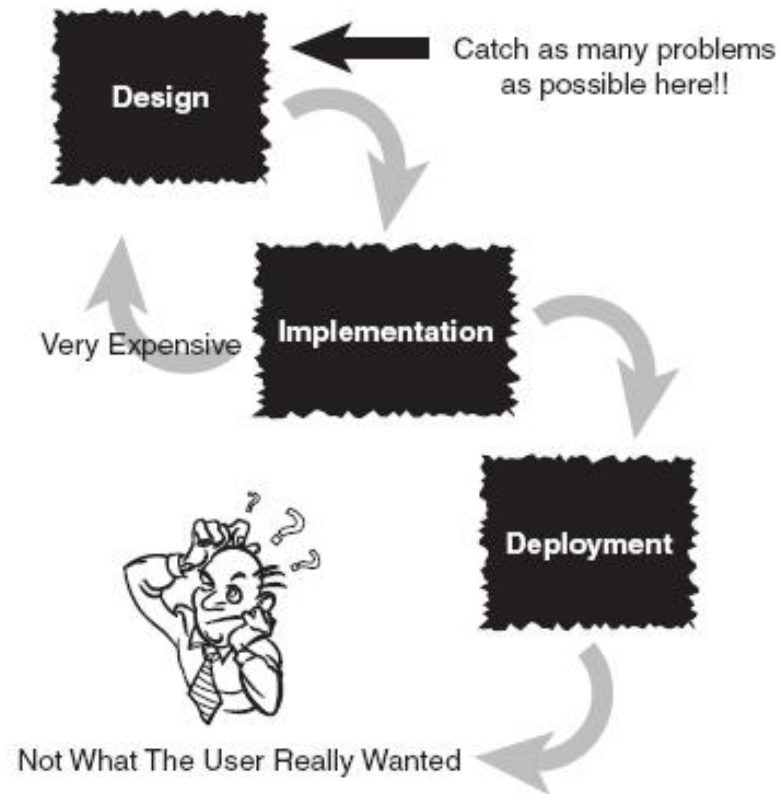 Catch as many problems
as possible here!!
Design
Very Expensive
Implementation
Deployment
? ? ?
Not What The User Really Wanted